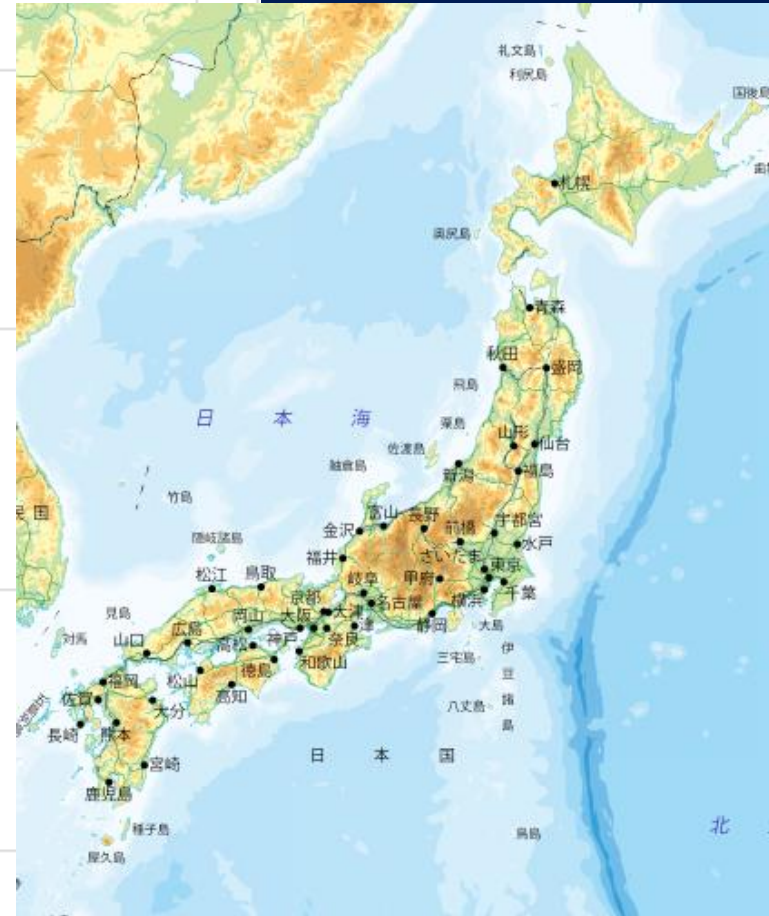 礼文島
利尻島
国後島
札幌
奥尻島
青森
秋田
盛岡
飛島
日本海
粟島
山形
仙台
佐渡島
舳倉島
新潟
福島
竹島
民国
富山
長野
宇都宮
金沢
前橋
水戸
隠岐諸島
福井
さいたま
東京
松江
鳥取
岐阜
甲府
千葉
京都
大津
名古屋
横浜
見島
岡山
大阪
津
静岡
大島
対馬
山口
広島
高松
神戸
奈良
伊豆諸島
三宅島
徳島
和歌山
福岡
松山
佐賀
高知
大分
八丈島
長崎
熊本
日本国
宮崎
鹿児島
種子島
鳥島
北
屋久島